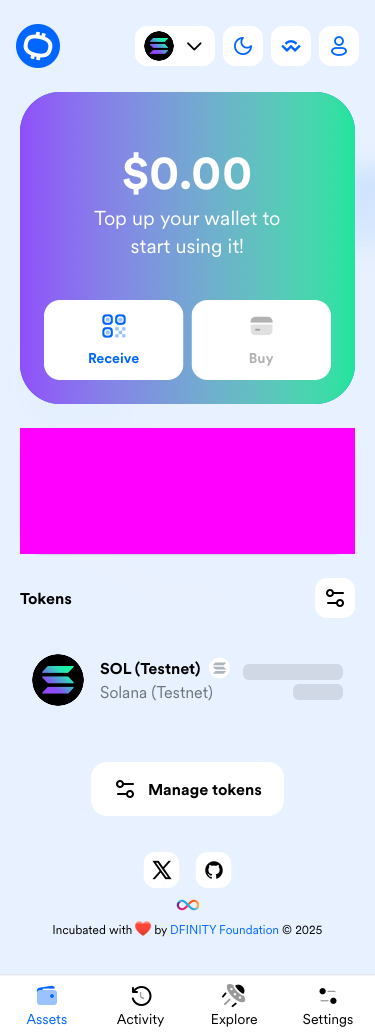 $0.00
Top up your wallet to
start using it!
Receive
Buy
Tokens
SOL (Testnet)
Solana (Testnet)
Manage tokens
Incubated with ❤️ by DFINITY Foundation © 2025
Assets
Activity
Explore
Settings